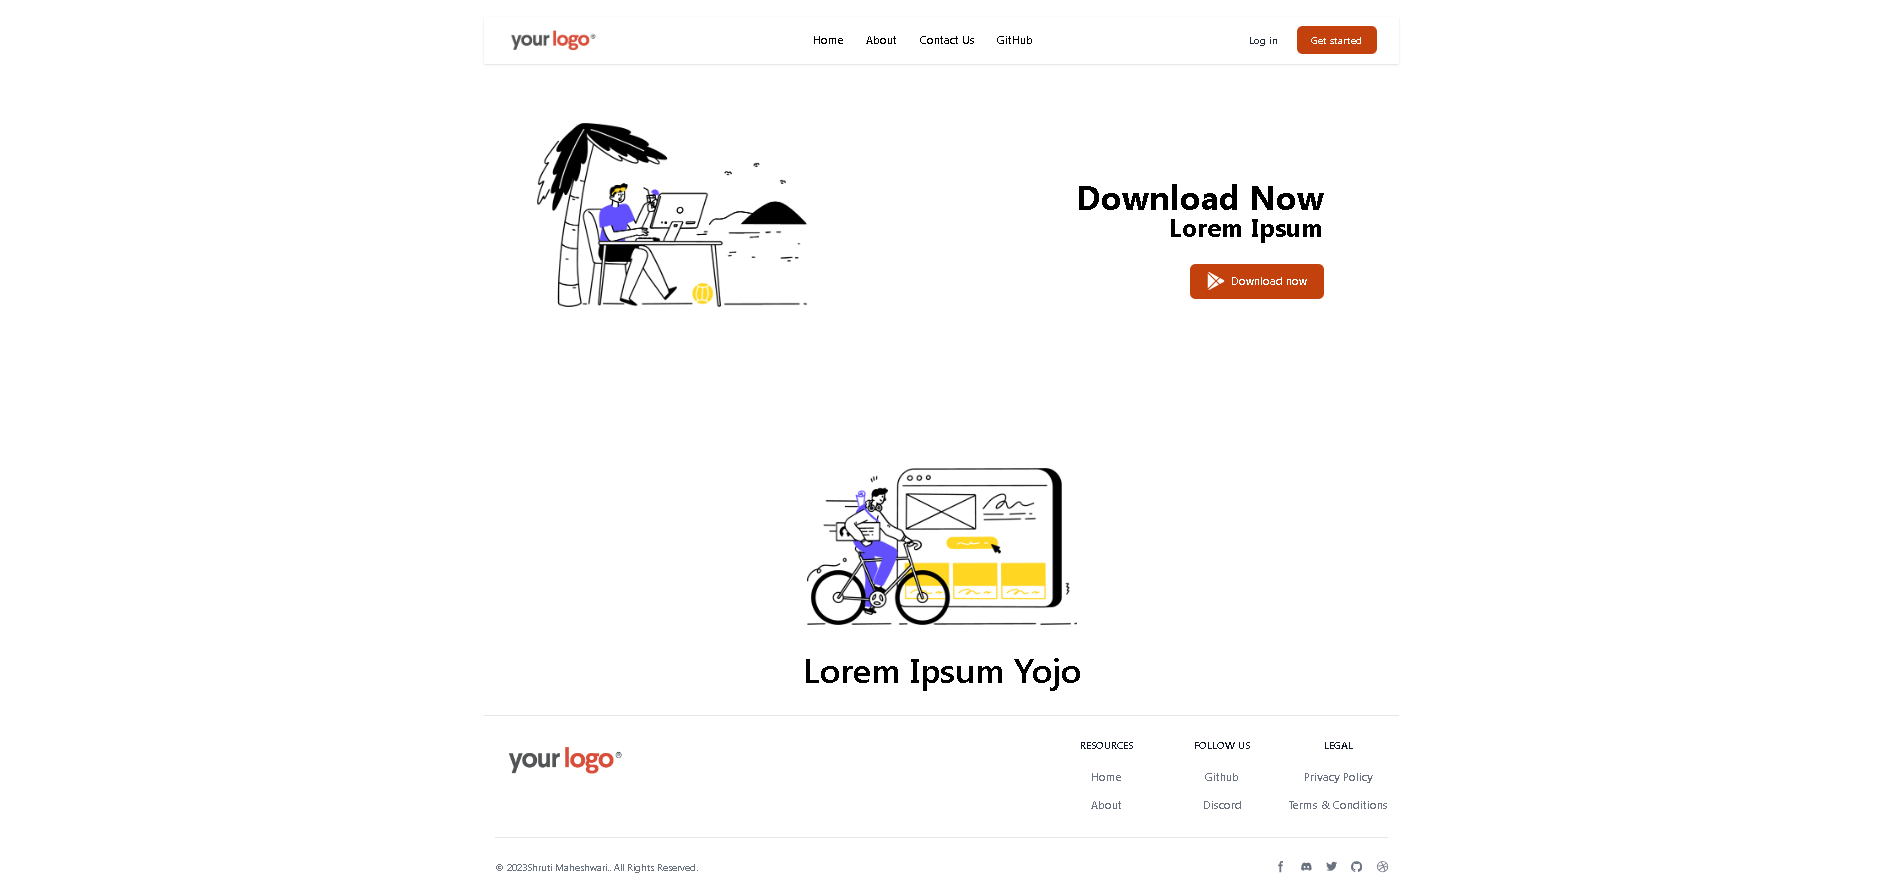 your logo®
Home About Contact Us GitHub
Log in Get started
Download Now
Lorem Ipsum
Download now
Lorem Ipsum Yojo
your logo®
RESOURCES
Home
About
FOLLOW US
Github
Discord
LEGAL
Privacy Policy
Terms & Conditions
© 2023Shruti Maheshwari.. All Rights Reserved.